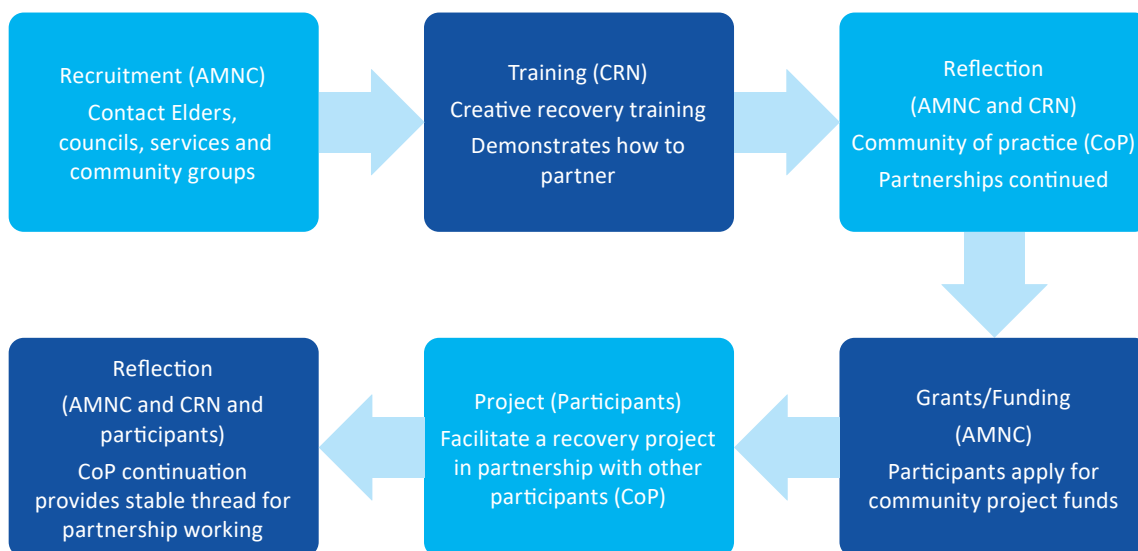 Recruitment (AMNC)
Contact Elders,
councils, services and
community groups
Training (CRN)
Creative recovery training
Demonstrates how to
partner
Reflection
(AMNC and CRN)
Community of practice (CoP)
Partnerships continued
Grants/Funding
(AMNC)
Participants apply for
community project funds
Project (Participants)
Facilitate a recovery project
in partnership with other
participants (CoP)
Reflection
(AMNC and CRN and
participants)
CoP continuation
provides stable thread for
partnership working